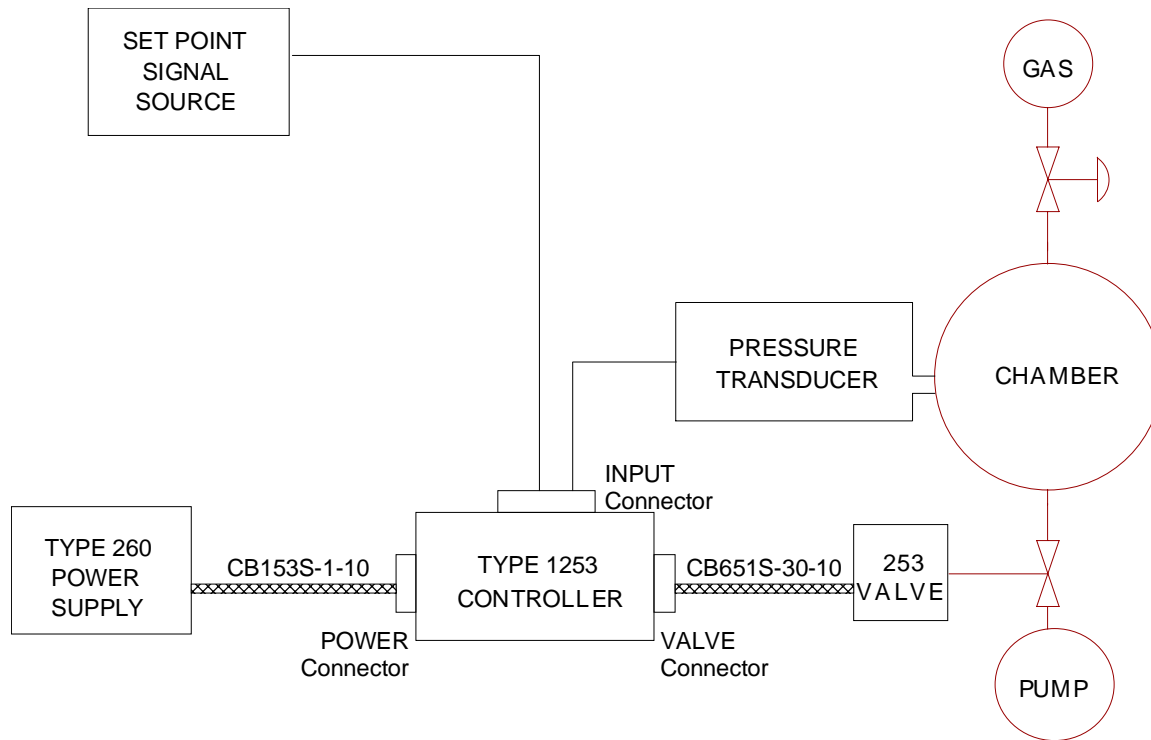 SET POINT
SIGNAL
SOURCE
GAS
PRESSURE
TRANSDUCER
CHAMBER
INPUT
Connector
TYPE 260
POWER
SUPPLY
CB153S-1-10
TYPE 1253
CONTROLLER
CB651S-30-10
253
VALVE
POWER
Connector
VALVE
Connector
PUMP